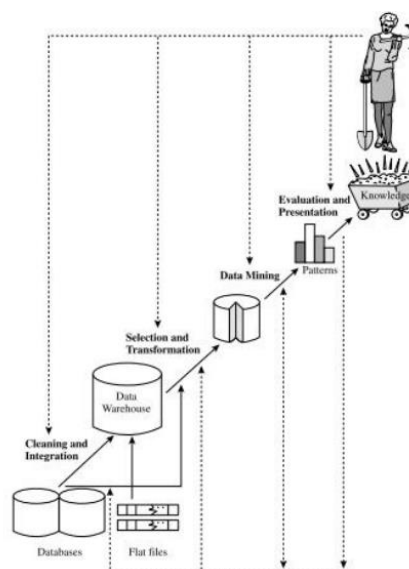 Evaluation and
Presentation
Knowledge
Patterns
Data Mining
Selection and
Transformation
Data
Warehouse
Cleaning and
Integration
Databases
Flat files